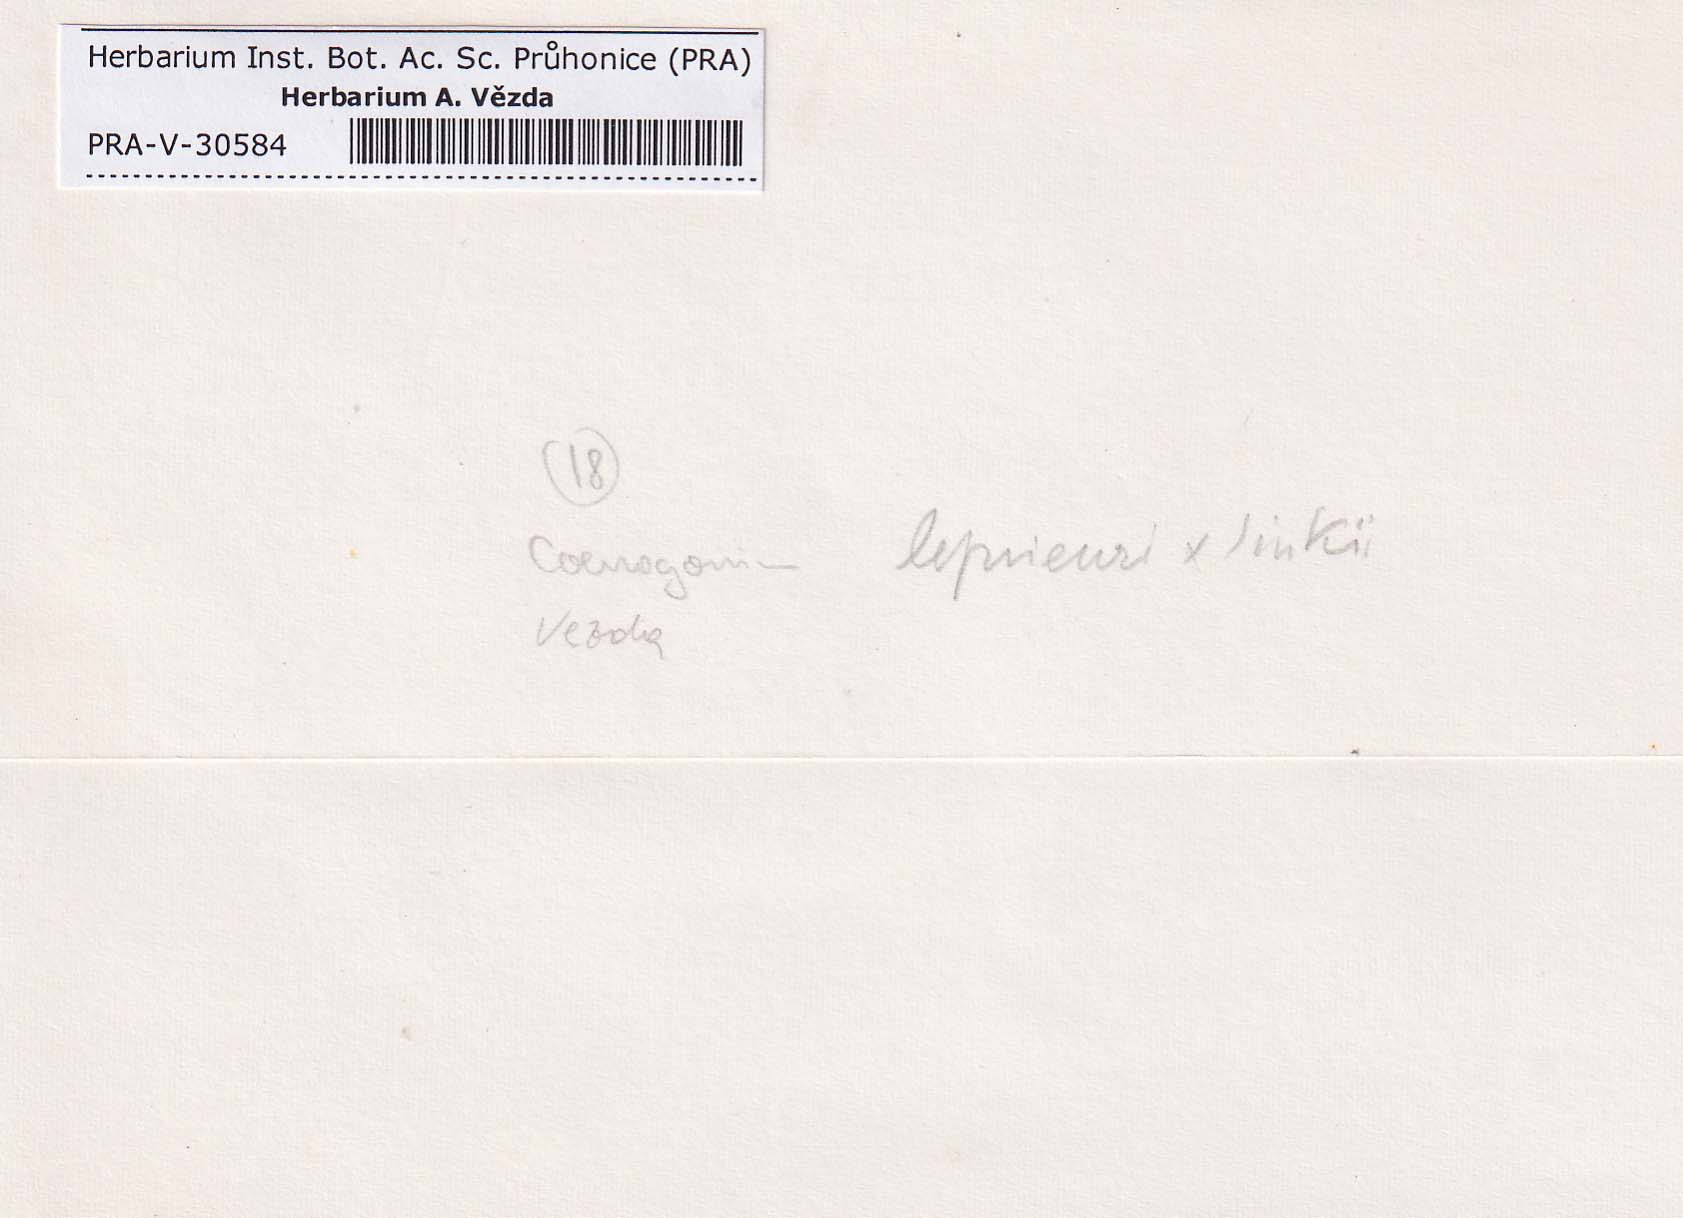 Herbarium Inst. Bot. Ac. Sc. Průhonice (PRA)
Herbarium A. Vězda
PRA-V-30584
18
Coenogonium leprieuri x linkii
Vezda